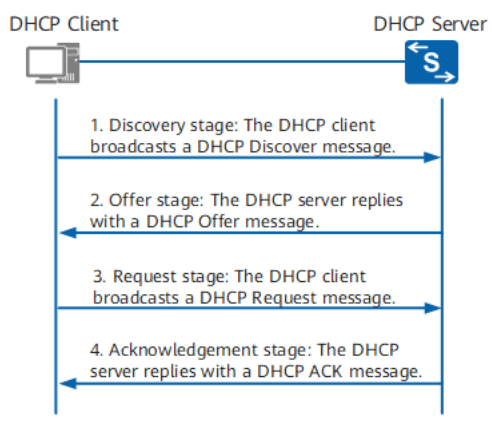 DHCP Client
DHCP Server
S
1. Discovery stage: The DHCP client
broadcasts a DHCP Discover message.
2. Offer stage: The DHCP server replies
with a DHCP Offer message.
3. Request stage: The DHCP client
broadcasts a DHCP Request message.
4. Acknowledgement stage: The DHCP
server replies with a DHCP ACK message.